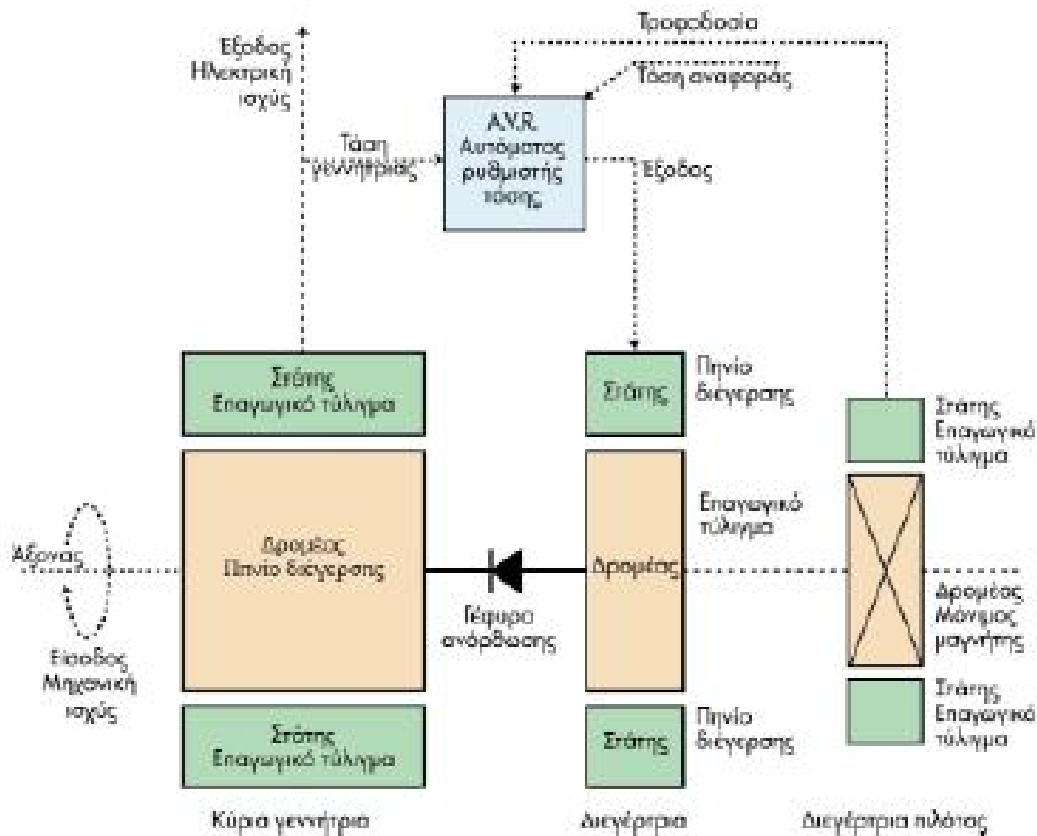 Τροφοδοσία
Έξοδος
Ηλεκτρική
ισχύς
Τάση αναφοράς
A.V.R.
Αυτόματος
ρυθμιστής
τάσης
Τάση
γεννήτριας
Έξοδος
Στάτης
Επαγωγικό τύλιγμα
Στάτης
Πηνίο
διέγερσης
Στάτης
Επαγωγικό
τύλιγμα
Άξονας
Δρομέας
Πηνίο διέγερσης
Γέφυρα
ανόρθωσης
Δρομέας
Επαγωγικό
τύλιγμα
Δρομέας
Μόνιμος
μαγνήτης
Είσοδος
Μηχανική
ισχύς
Στάτης
Επαγωγικό τύλιγμα
Στάτης
Πηνίο
διέγερσης
Στάτης
Επαγωγικό
τύλιγμα
Κύρια γεννήτρια
Διεγέρτρια
Διεγέρτρια πιλότος